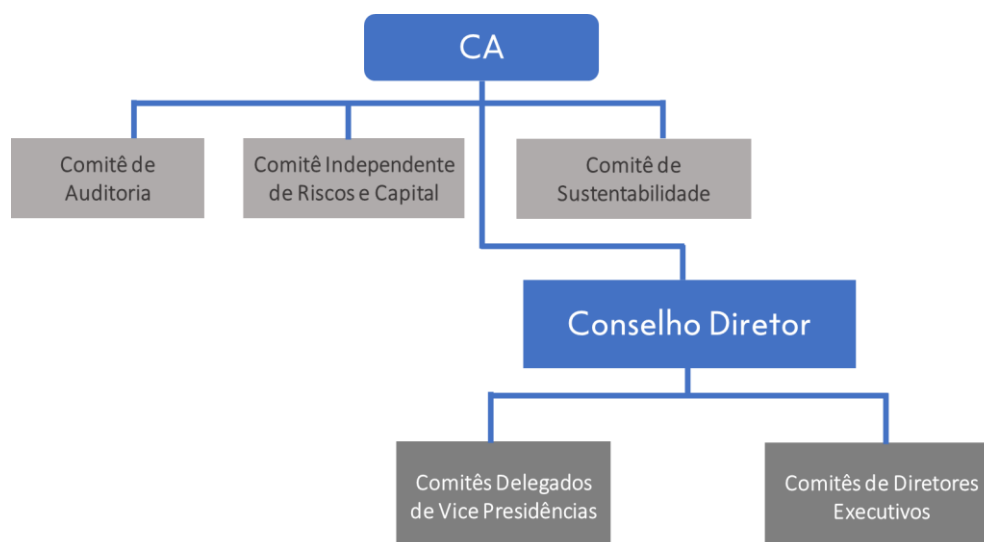 CA
Comitê de
Auditoria
Comitê Independente
de Riscos e Capital
Comitê de
Sustentabilidade
Conselho Diretor
Comitês Delegados
de Vice Presidências
Comitês de Diretores
Executivos